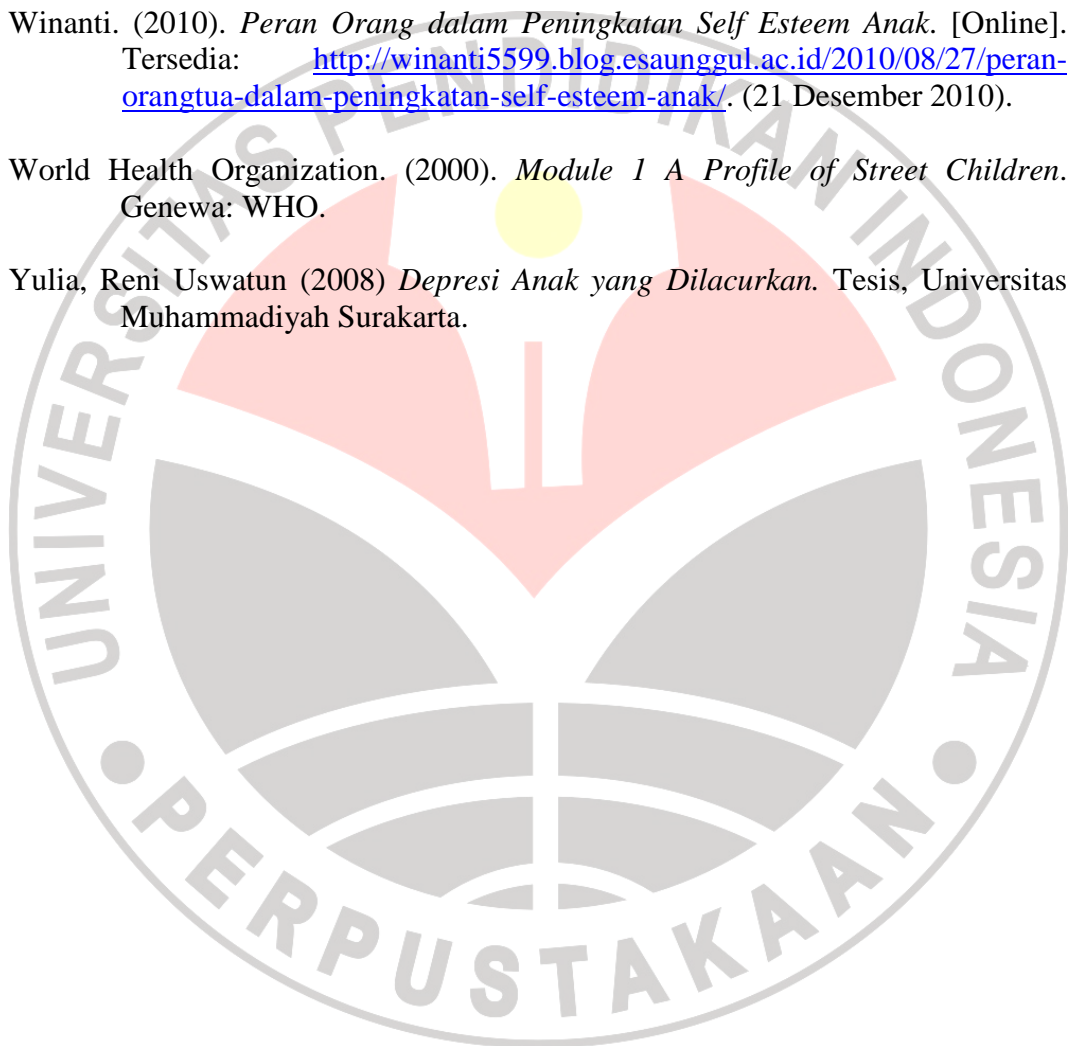 Winanti. (2010). Peran Orang dalam Peningkatan Self Esteem Anak. [Online].
Tersedia: http://winanti5599.blog.esaunggul.ac.id/2010/08/27/peran-
orangtua-dalam-peningkatan-self-esteem-anak/. (21 Desember 2010).
World Health Organization. (2000). Module 1 A Profile of Street Children.
Genewa: WHO.
Yulia, Reni Uswatun (2008) Depresi Anak yang Dilacurkan. Tesis, Universitas
Muhammadiyah Surakarta.
UNIVERSITAS PENDIDIKAN INDONESIA
PERPUSTAKAAN